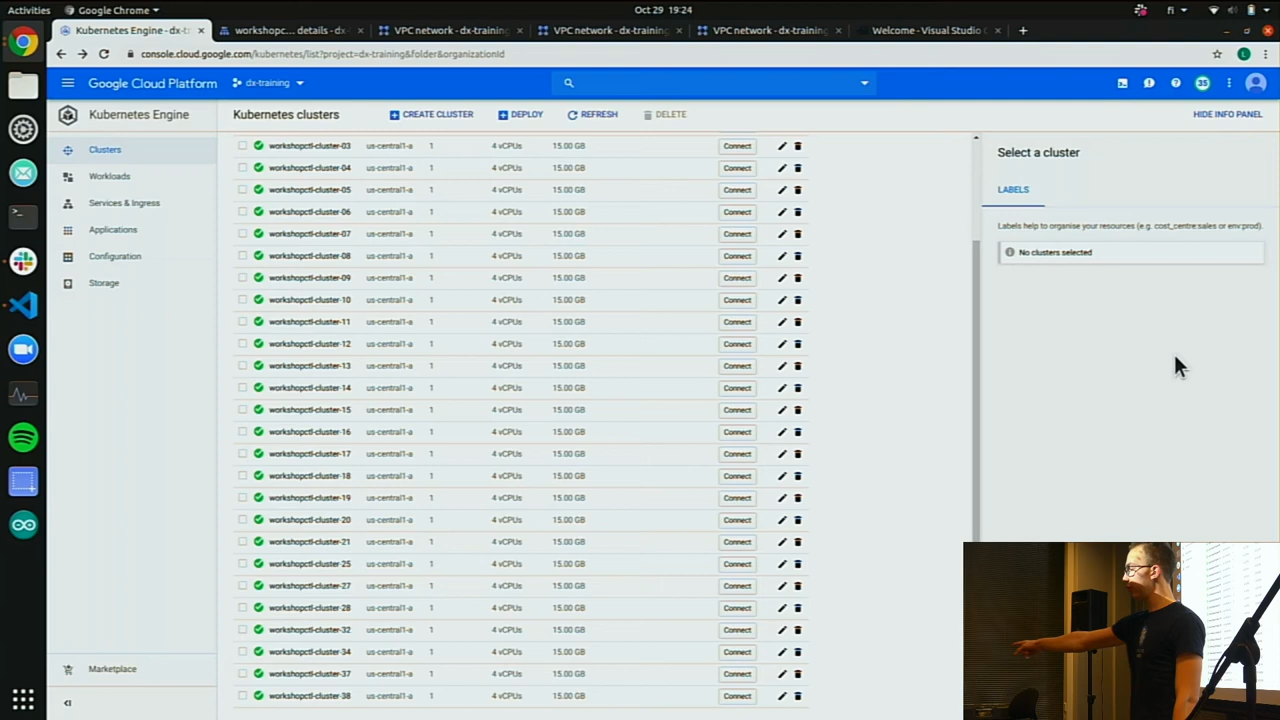 Activities Google Chrome Oct 29 19:24 fi
Kubernetes Engine - dx-t workshopc... details - dx VPC network - dx-training VPC network - dx-training VPC network - dx-training Welcome - Visual Studio C
console.cloud.google.com/kubernetes/list?project=dx-training&folder&organizationId L
Google Cloud Platform dx-training 35
Kubernetes Engine Kubernetes clusters CREATE CLUSTER DEPLOY REFRESH DELETE HIDE INFO PANEL
Clusters
Workloads
Services & Ingress
Applications
Configuration
Storage
Marketplace
workshopctl-cluster-03 us-central1-a 1 4 vCPUs 15.00 GB Connect
workshopctl-cluster-04 us-central1-a 1 4 vCPUs 15.00 GB Connect
workshopctl-cluster-05 us-central1-a 1 4 vCPUs 15.00 GB Connect
workshopctl-cluster-06 us-central1-a 1 4 vCPUs 15.00 GB Connect
workshopctl-cluster-07 us-central1-a 1 4 vCPUs 15.00 GB Connect
workshopctl-cluster-08 us-central1-a 1 4 vCPUs 15.00 GB Connect
workshopctl-cluster-09 us-central1-a 1 4 vCPUs 15.00 GB Connect
workshopctl-cluster-10 us-central1-a 1 4 vCPUs 15.00 GB Connect
workshopctl-cluster-11 us-central1-a 1 4 vCPUs 15.00 GB Connect
workshopctl-cluster-12 us-central1-a 1 4 vCPUs 15.00 GB Connect
workshopctl-cluster-13 us-central1-a 1 4 vCPUs 15.00 GB Connect
workshopctl-cluster-14 us-central1-a 1 4 vCPUs 15.00 GB Connect
workshopctl-cluster-15 us-central1-a 1 4 vCPUs 15.00 GB Connect
workshopctl-cluster-16 us-central1-a 1 4 vCPUs 15.00 GB Connect
workshopctl-cluster-17 us-central1-a 1 4 vCPUs 15.00 GB Connect
workshopctl-cluster-18 us-central1-a 1 4 vCPUs 15.00 GB Connect
workshopctl-cluster-19 us-central1-a 1 4 vCPUs 15.00 GB Connect
workshopctl-cluster-20 us-central1-a 1 4 vCPUs 15.00 GB Connect
workshopctl-cluster-21 us-central1-a 1 4 vCPUs 15.00 GB Connect
workshopctl-cluster-25 us-central1-a 1 4 vCPUs 15.00 GB Connect
workshopctl-cluster-27 us-central1-a 1 4 vCPUs 15.00 GB Connect
workshopctl-cluster-28 us-central1-a 1 4 vCPUs 15.00 GB Connect
workshopctl-cluster-32 us-central1-a 1 4 vCPUs 15.00 GB Connect
workshopctl-cluster-34 us-central1-a 1 4 vCPUs 15.00 GB Connect
workshopctl-cluster-37 us-central1-a 1 4 vCPUs 15.00 GB Connect
workshopctl-cluster-38 us-central1-a 1 4 vCPUs 15.00 GB Connect
Select a cluster
LABELS
Labels help to organise your resources (e.g. cost_centre:sales or env:prod).
No clusters selected